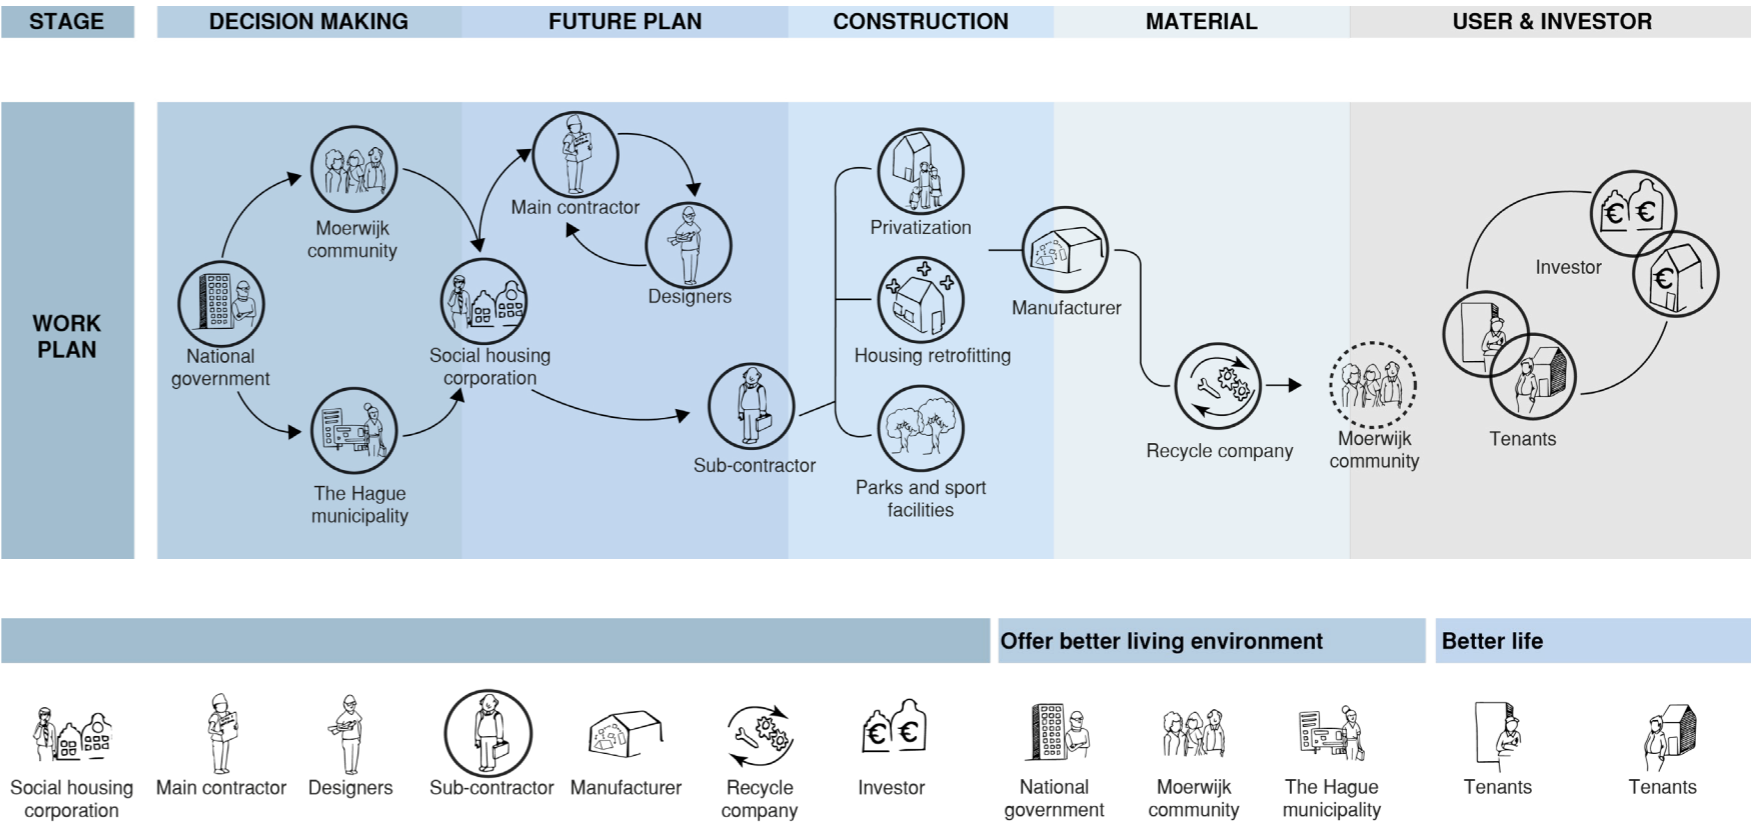 STAGE
DECISION MAKING
FUTURE PLAN
CONSTRUCTION
MATERIAL
USER & INVESTOR
WORK
PLAN
National
government
Moerwijk
community
The Hague
municipality
Social housing
corporation
Main contractor
Designers
Sub-contractor
Privatization
Housing retrofitting
Parks and sport
facilities
Manufacturer
Recycle company
Moerwijk
community
€ €
Investor
€
Tenants
Offer better living environment
Better life
€ €
Social housing
corporation
Main contractor
Designers
Sub-contractor
Manufacturer
Recycle
company
Investor
National
government
Moerwijk
community
The Hague
municipality
Tenants
Tenants